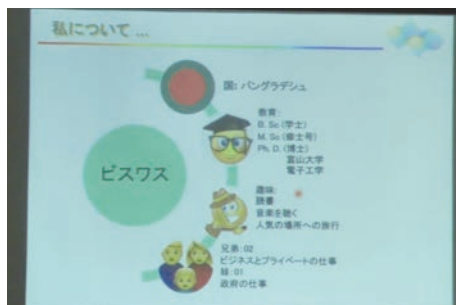 私について ...
国: バングラデシュ
教育:
B. Sc (学士)
M. Sc (修士号)
Ph. D. (博士)
富山大学
電子工学
ビスワス
趣味:
読書
音楽を聴く
人気の場所への旅行
兄弟:02
ビジネスとプライベートの仕事
妹:01
政府の仕事